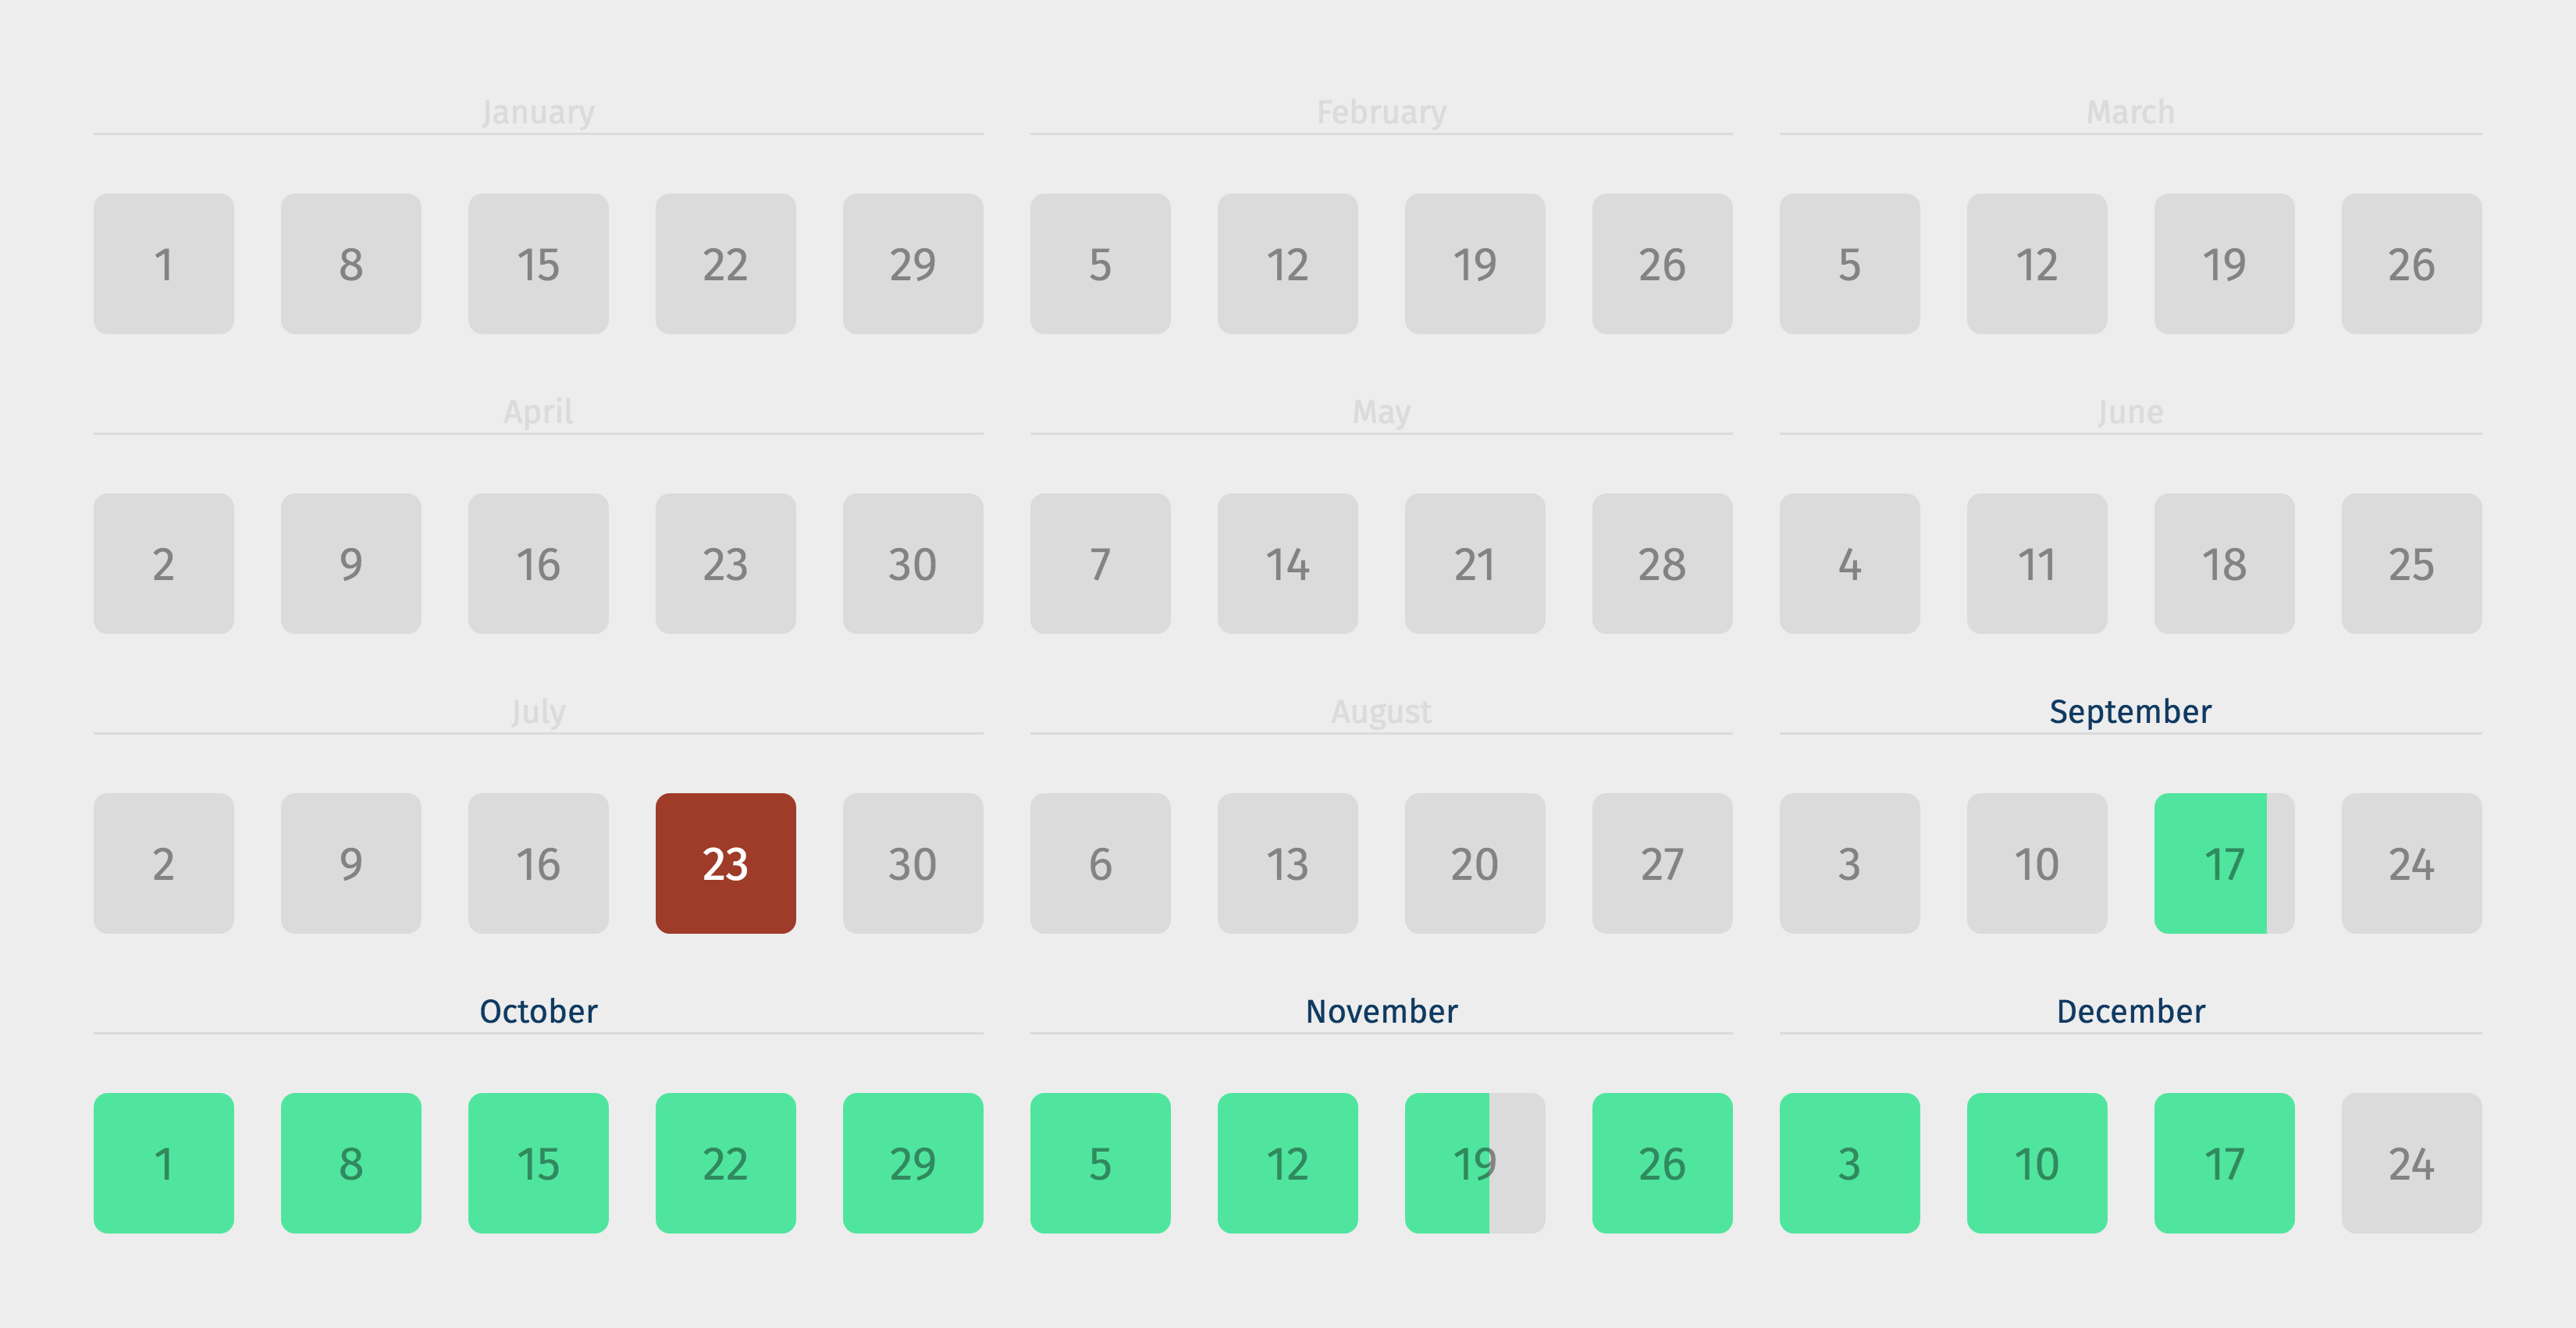 January February March
1 8 15 22 29 5 12 19 26 5 12 19 26
April May June
2 9 16 23 30 7 14 21 28 4 11 18 25
July August September
2 9 16 23 30 6 13 20 27 3 10 17 24
October November December
1 8 15 22 29 5 12 19 26 3 10 17 24